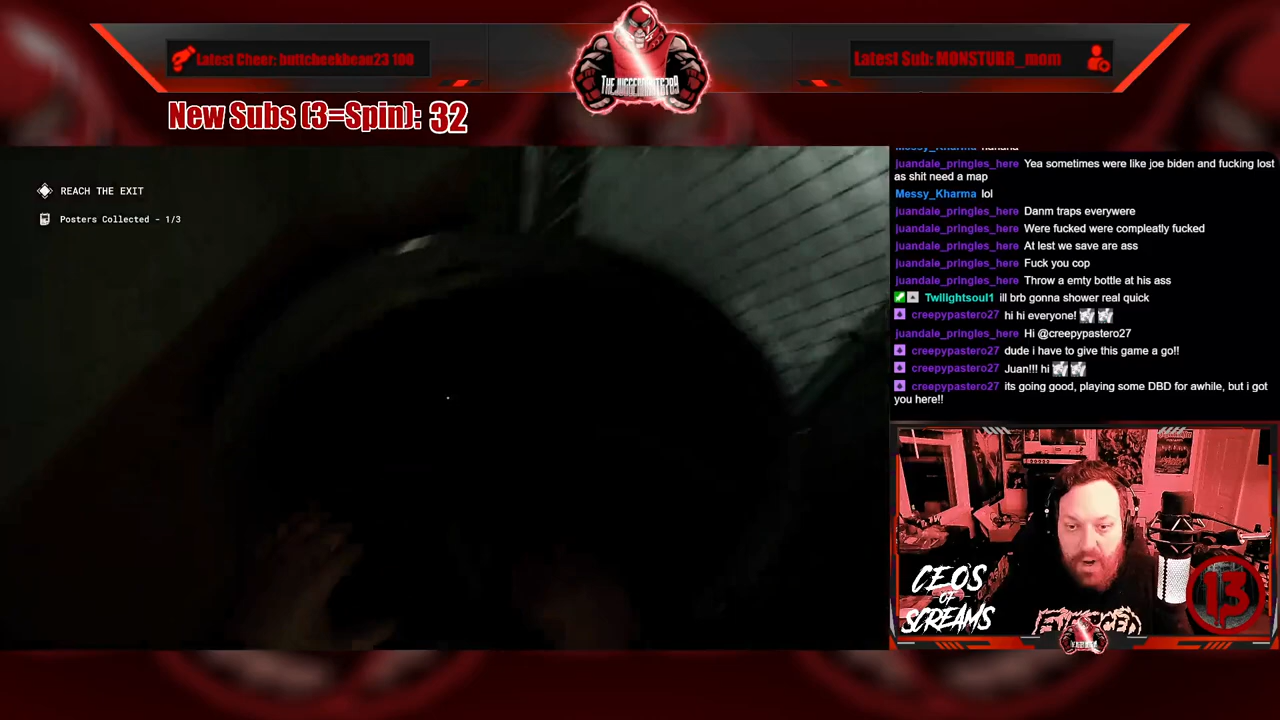 Latest Cheer: buttcheekbean23 100
THEJUGGERNAUT6789
Latest Sub: MONSTURR_mom
New Subs (3=Spin): 32
REACH THE EXIT
Posters Collected - 1/3
juandale_pringles_here Yea sometimes were like joe biden and fucking lost
as shit need a map
Messy_Kharma lol
juandale_pringles_here Danm traps everywere
juandale_pringles_here Were fucked were compleatly fucked
juandale_pringles_here At lest we save are ass
juandale_pringles_here Fuck you cop
juandale_pringles_here Throw a emty bottle at his ass
Twilightsoul1 ill brb gonna shower real quick
creepypastero27 hi hi everyone!
juandale_pringles_here Hi @creepypastero27
creepypastero27 dude i have to give this game a go!!
creepypastero27 Juan!!! hi
creepypastero27 its going good, playing some DBD for awhile, but i got
you here!!
CEOS
OF
SCREAMS
13